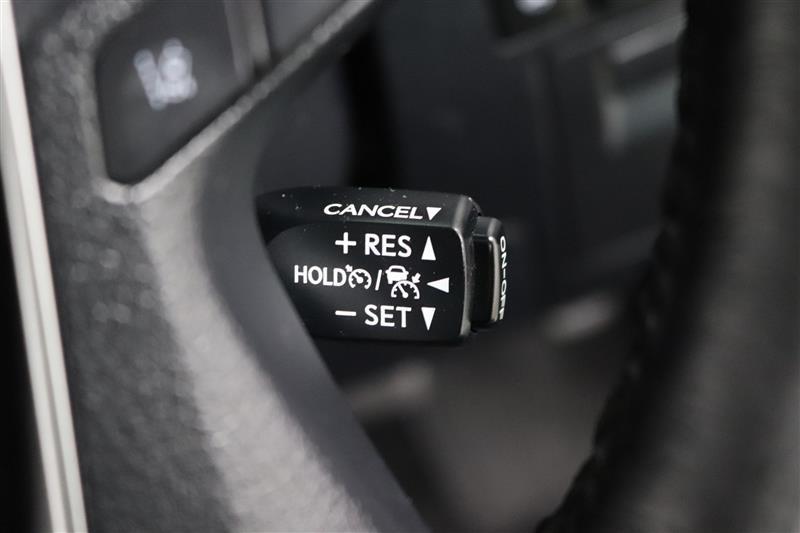 CANCEL▼
+ RES ▲
HOLD / ◀
− SET ▼
ON-OFF